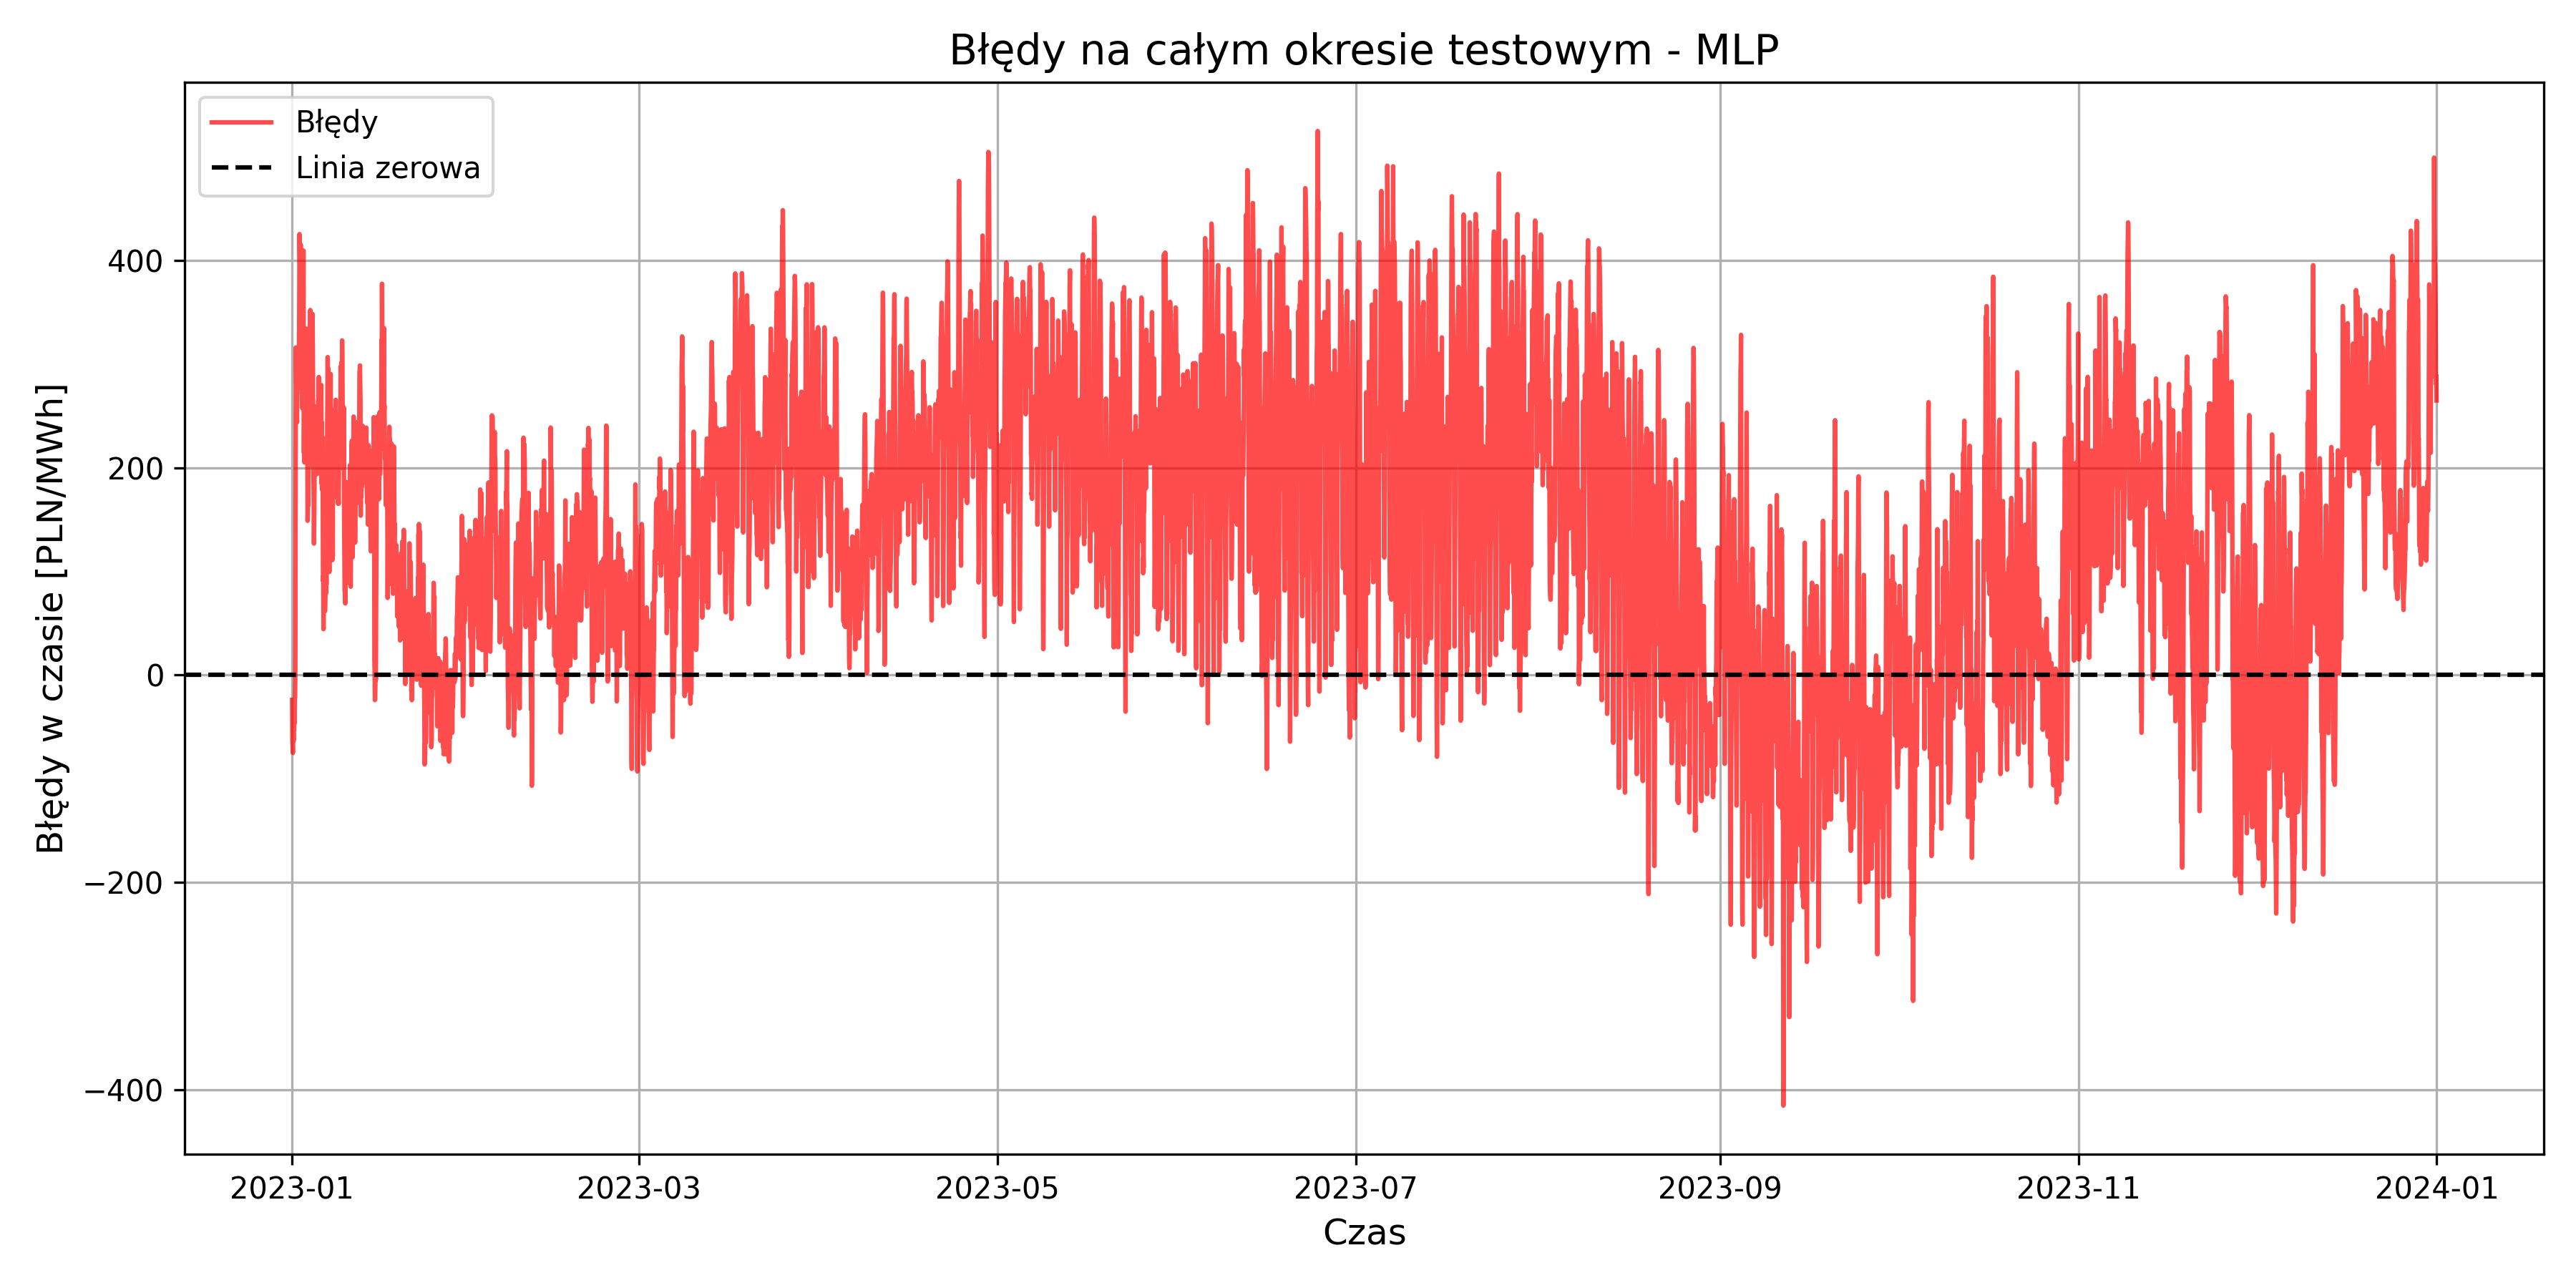 Błędy na całym okresie testowym - MLP
Błędy
Linia zerowa
Błędy w czasie [PLN/MWh]
400
200
0
−200
−400
2023-01 2023-03 2023-05 2023-07 2023-09 2023-11 2024-01
Czas